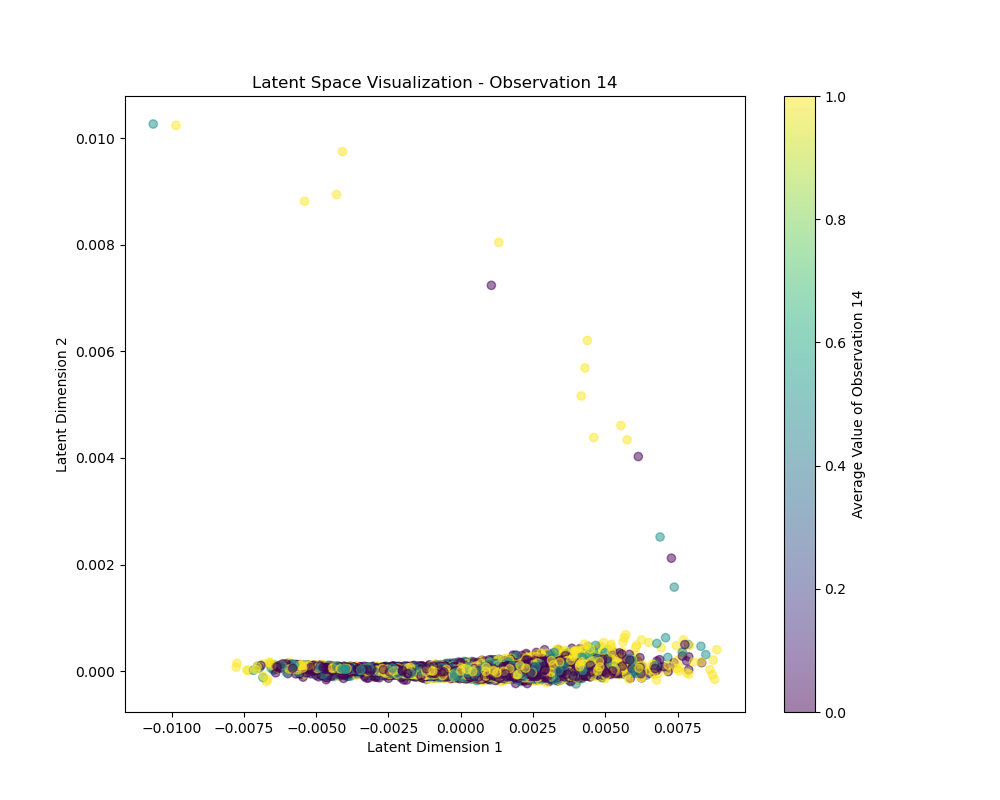 Latent Space Visualization - Observation 14
Latent Dimension 2
0.010
0.008
0.006
0.004
0.002
0.000
−0.0100 −0.0075 −0.0050 −0.0025 0.0000 0.0025 0.0050 0.0075
Latent Dimension 1
1.0
0.8
0.6
0.4
0.2
0.0
Average Value of Observation 14